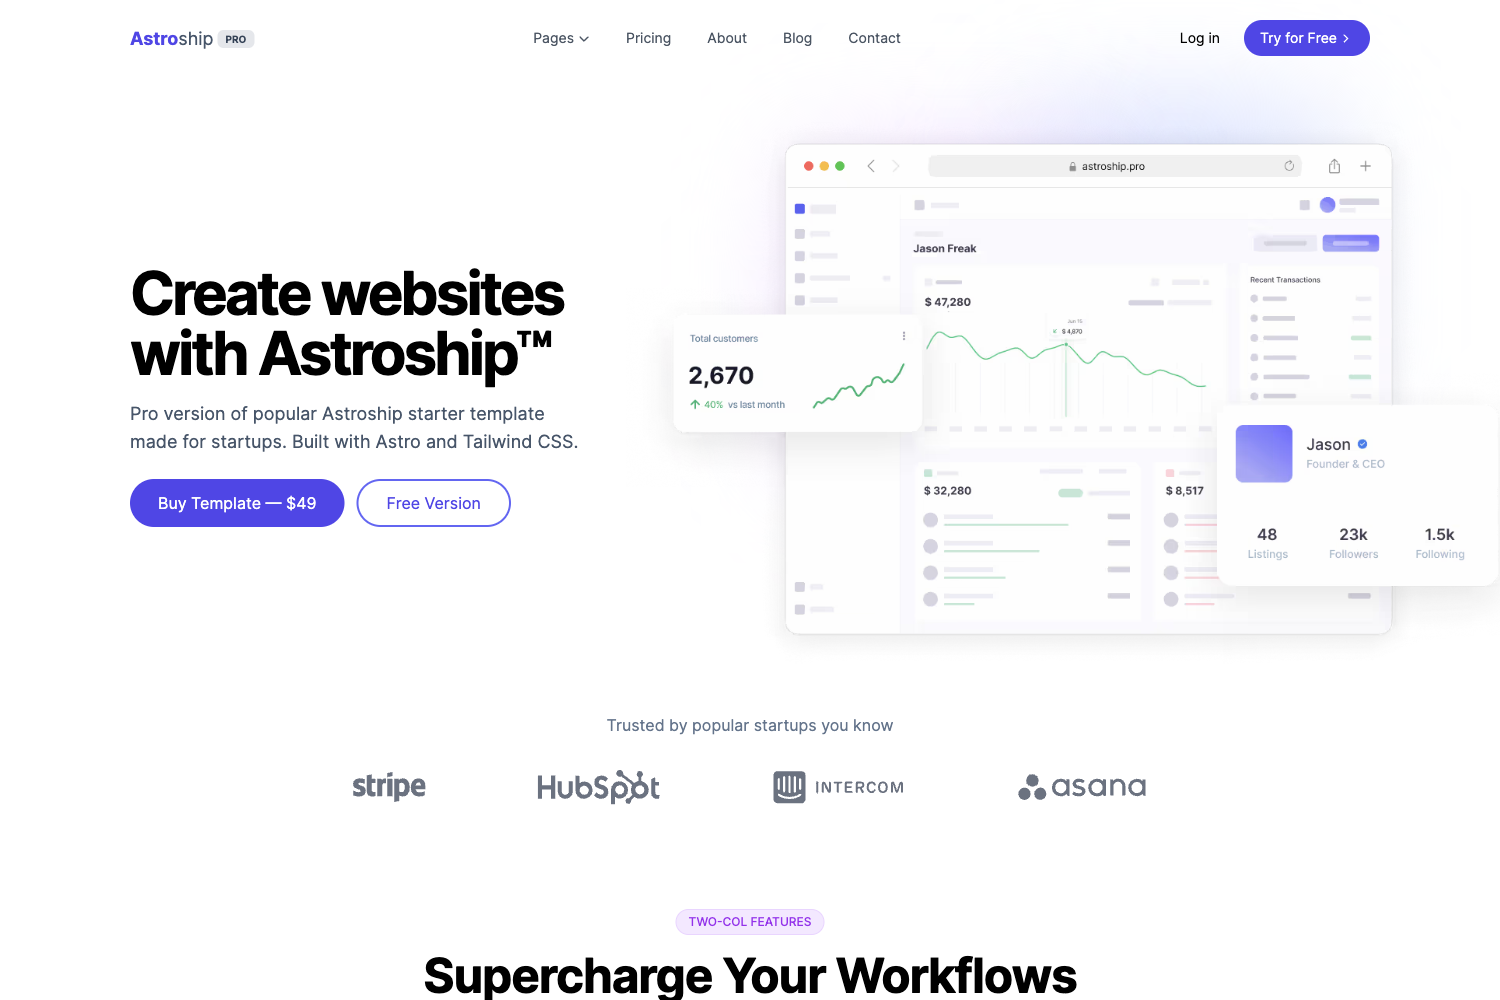 Astroship PRO
Pages
Pricing
About
Blog
Contact
Log in
Try for Free
Create websites
with Astroship™
Pro version of popular Astroship starter template
made for startups. Built with Astro and Tailwind CSS.
Buy Template — $49
Free Version
astroship.pro
Jason Freak
$ 47,280
Jun 15
$ 4,670
Recent Transactions
Total customers
2,670
40% vs last month
$ 32,280
$ 8,517
Jason
Founder & CEO
48
Listings
23k
Followers
1.5k
Following
Trusted by popular startups you know
stripe
HubSpot
INTERCOM
asana
TWO-COL FEATURES
Supercharge Your Workflows